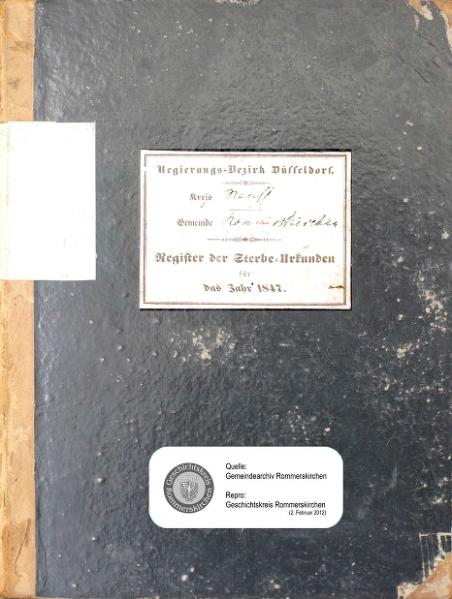 Regierungs-Bezirk Düsseldorf.
Kreis Neuß
Gemeinde Rommerskirchen
Register der Sterbe-Urkunden
für
das Jahr 1847.
Geschichtskreis
Rommerskirchen
Quelle:
Gemeindearchiv Rommerskirchen
Repro:
Geschichtskreis Rommerskirchen
(2. Februar 2012)